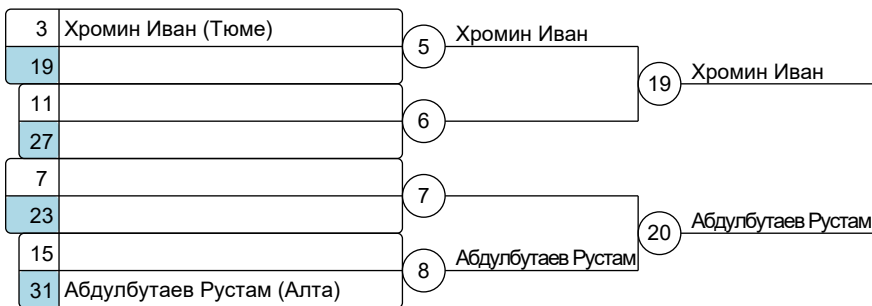 3 Хромин Иван (Тюме)
5 Хромин Иван
19
19 Хромин Иван
11
6
27
7
7
23
20 Абдулбутаев Рустам
15
8 Абдулбутаев Рустам
31 Абдулбутаев Рустам (Алта)